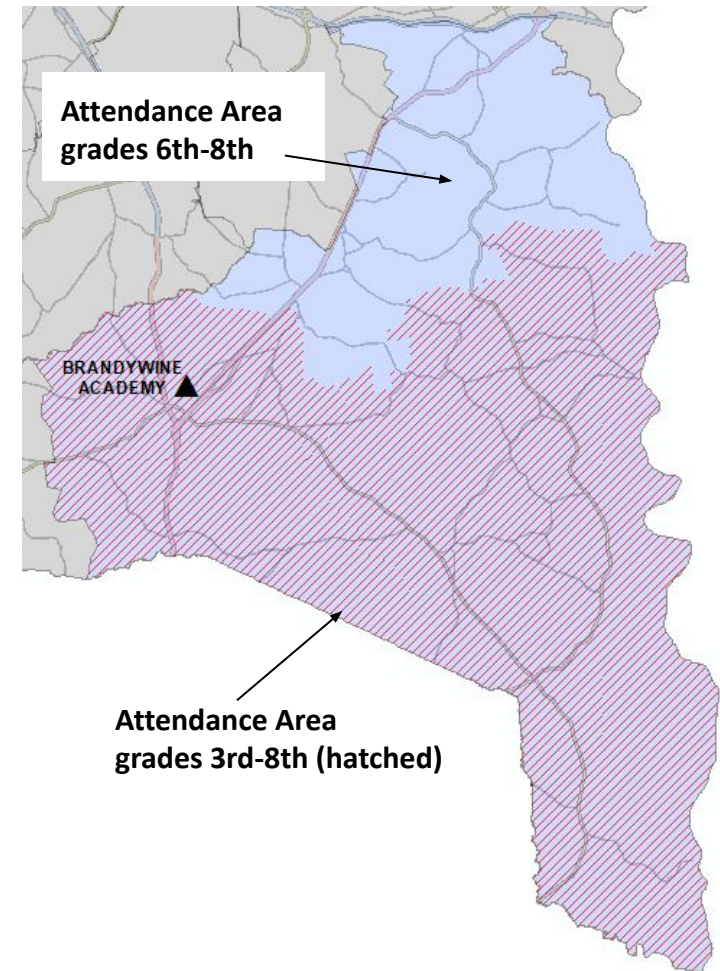 Attendance Area
grades 6th-8th
BRANDYWINE
ACADEMY
Attendance Area
grades 3rd-8th (hatched)